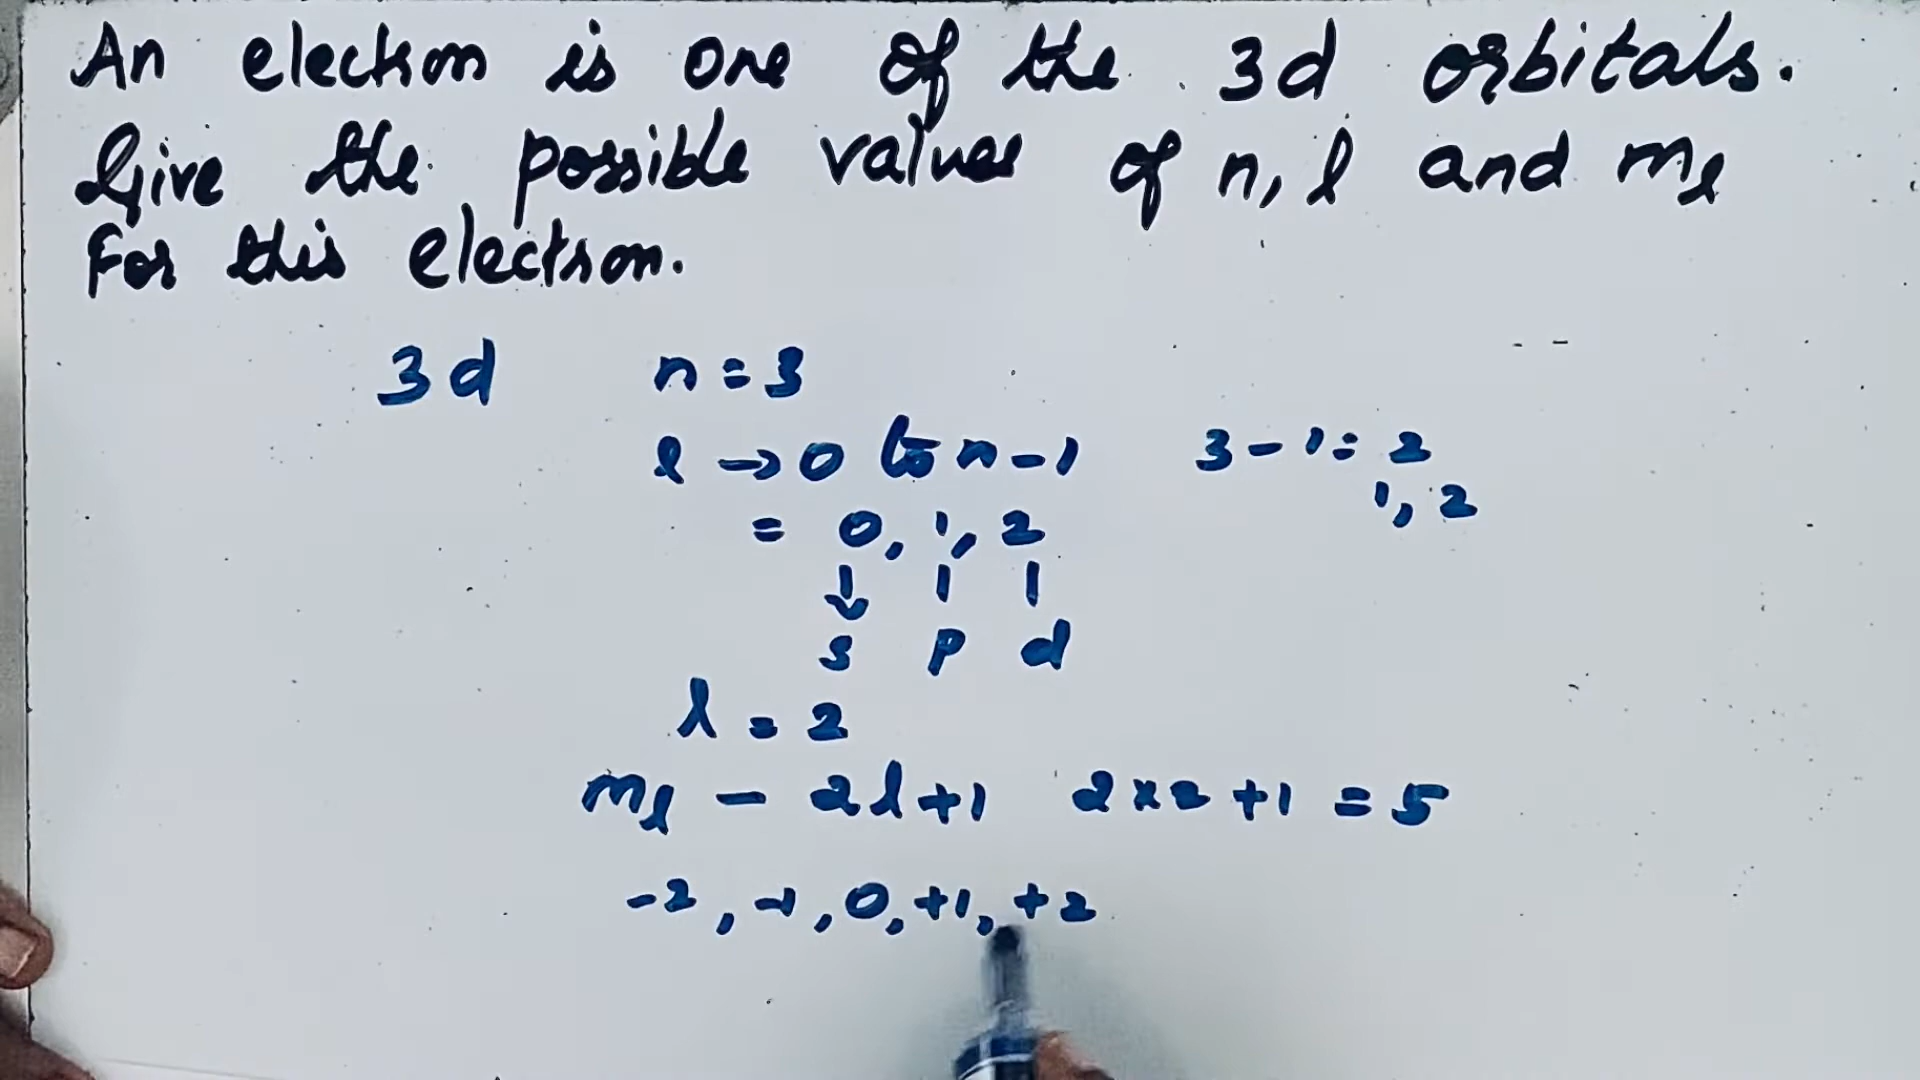 An electron is one of the 3d orbitals.
Give the possible values of n, l and ml
For this electron.
3d n = 3
l → 0 to n - 1 3 - 1 = 2
1, 2
= 0, 1, 2
s p d
l = 2
ml - 2l + 1 2 × 2 + 1 = 5
-2, -1, 0, +1, +2